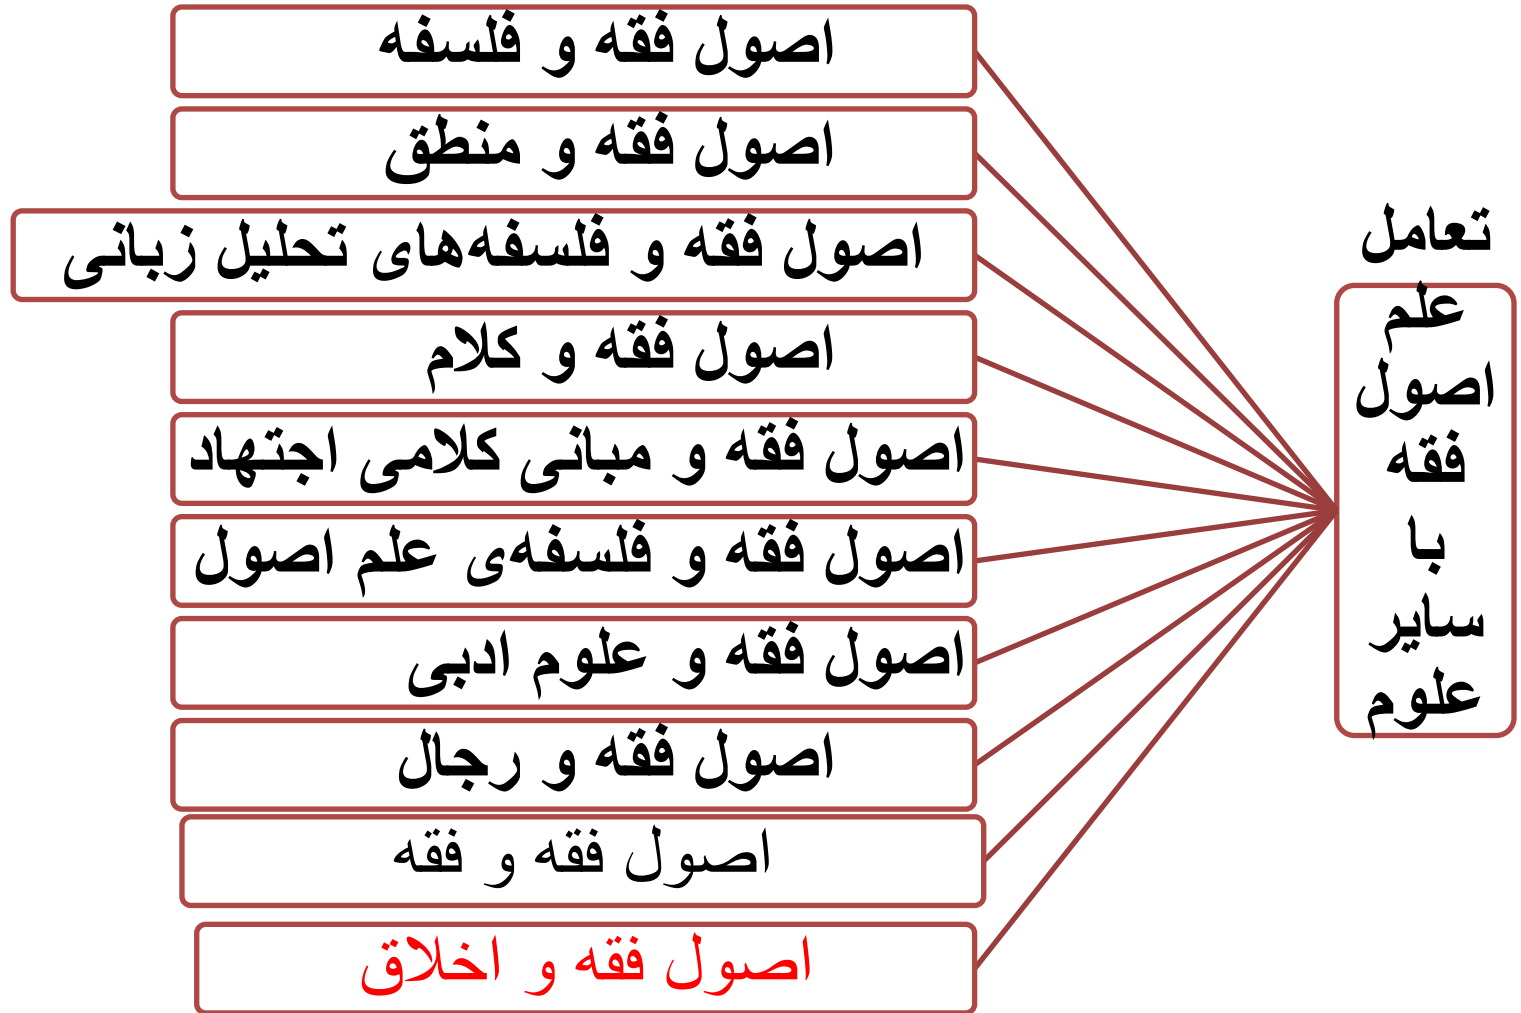 تعامل
علم
اصول
فقه
با
سایر
علوم
اصول فقه و فلسفه
اصول فقه و منطق
اصول فقه و فلسفه‌های تحلیل زبانی
اصول فقه و کلام
اصول فقه و مبانی کلامی اجتهاد
اصول فقه و فلسفه‌ی علم اصول
اصول فقه و علوم ادبی
اصول فقه و رجال
اصول فقه و فقه
اصول فقه و اخلاق